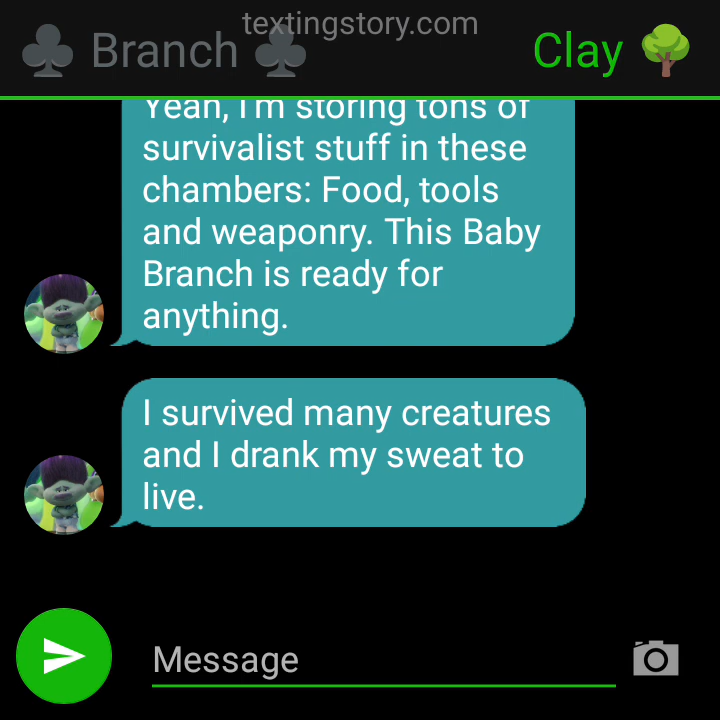 textingstory.com
♣ Branch ♣
Clay 🌳
Yeah, I'm storing tons of
survivalist stuff in these
chambers: Food, tools
and weaponry. This Baby
Branch is ready for
anything.
I survived many creatures
and I drank my sweat to
live.
Message